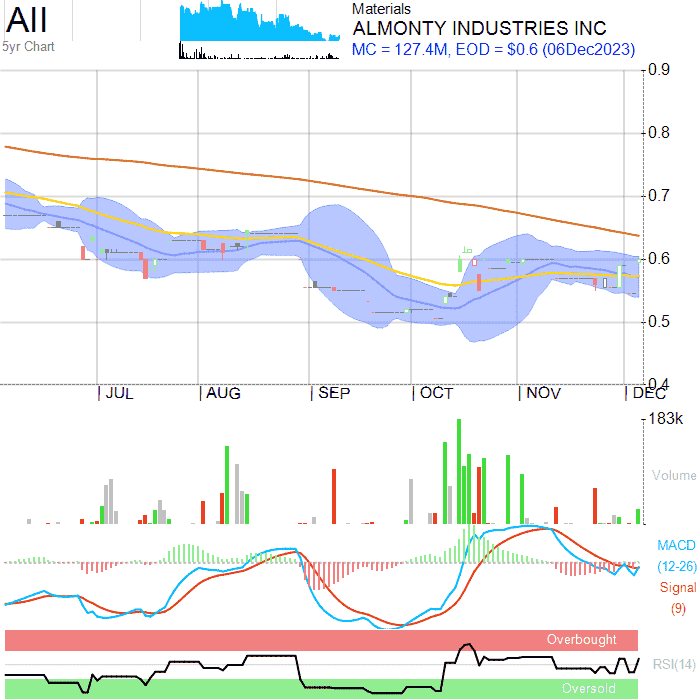 AII
5yr Chart
Materials
ALMONTY INDUSTRIES INC
MC = 127.4M, EOD = $0.6 (06Dec2023)
0.9
0.8
0.7
0.6
0.5
0.4
JUL
AUG
SEP
OCT
NOV
DEC
183k
Volume
MACD
(12-26)
Signal
(9)
Overbought
RSI(14)
Oversold